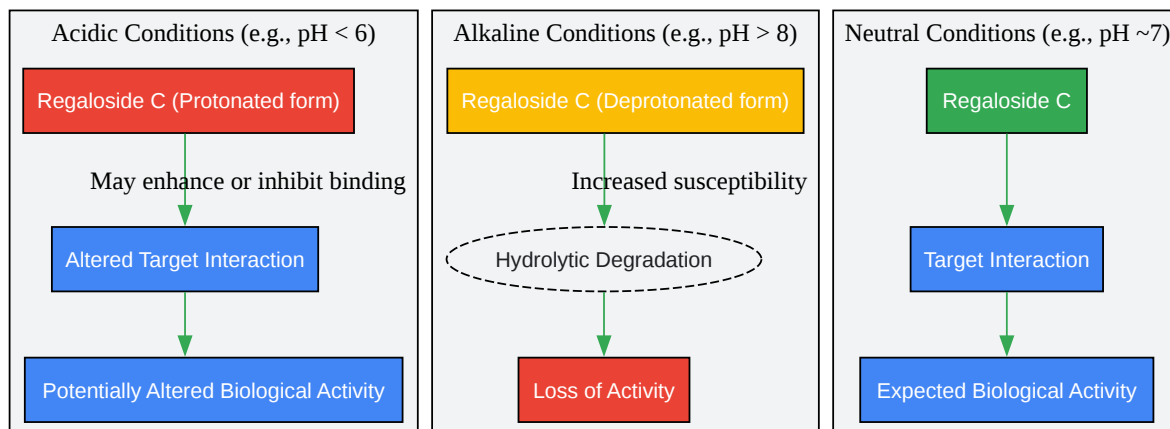 Acidic Conditions (e.g., pH < 6)
Regaloside C (Protonated form)
May enhance or inhibit binding
Altered Target Interaction
Potentially Altered Biological Activity
Alkaline Conditions (e.g., pH > 8)
Regaloside C (Deprotonated form)
Increased susceptibility
Hydrolytic Degradation
Loss of Activity
Neutral Conditions (e.g., pH ~7)
Regaloside C
Target Interaction
Expected Biological Activity